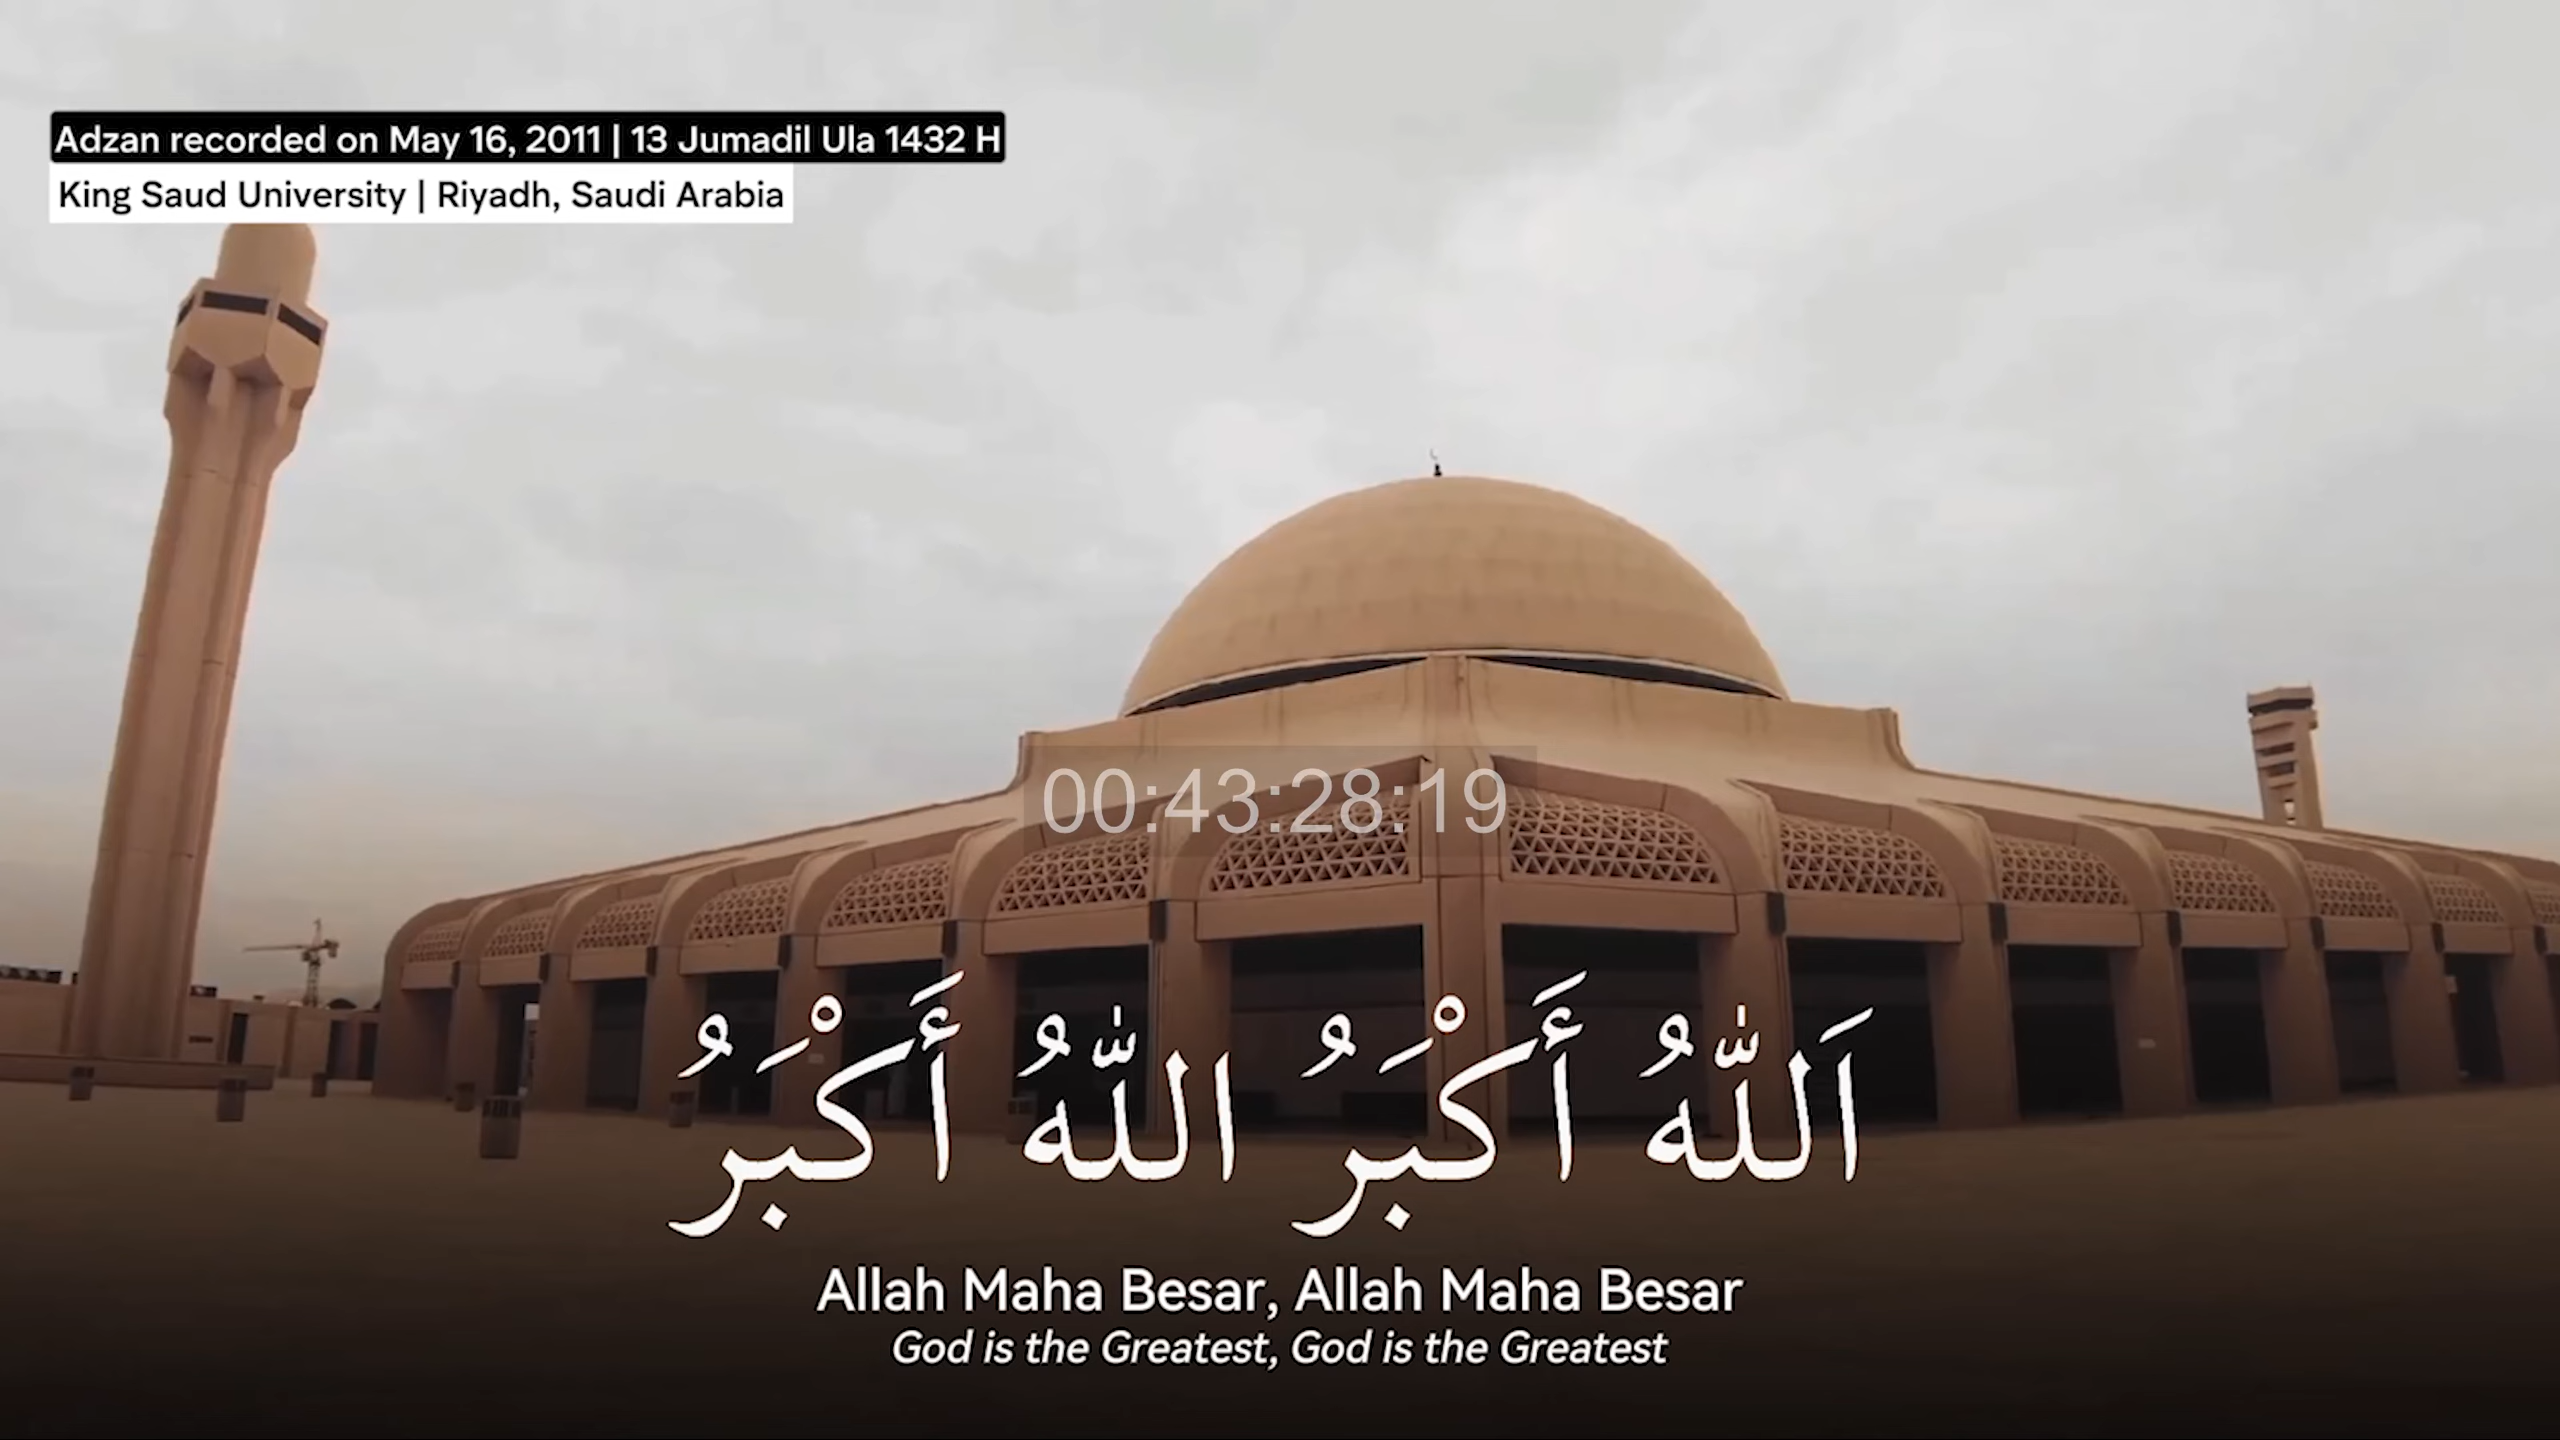 Adzan recorded on May 16, 2011 | 13 Jumadil Ula 1432 H
King Saud University | Riyadh, Saudi Arabia
00:43:28:19
اَللّٰهُ أَكْبَرُ اللّٰهُ أَكْبَرُ
Allah Maha Besar, Allah Maha Besar
God is the Greatest, God is the Greatest